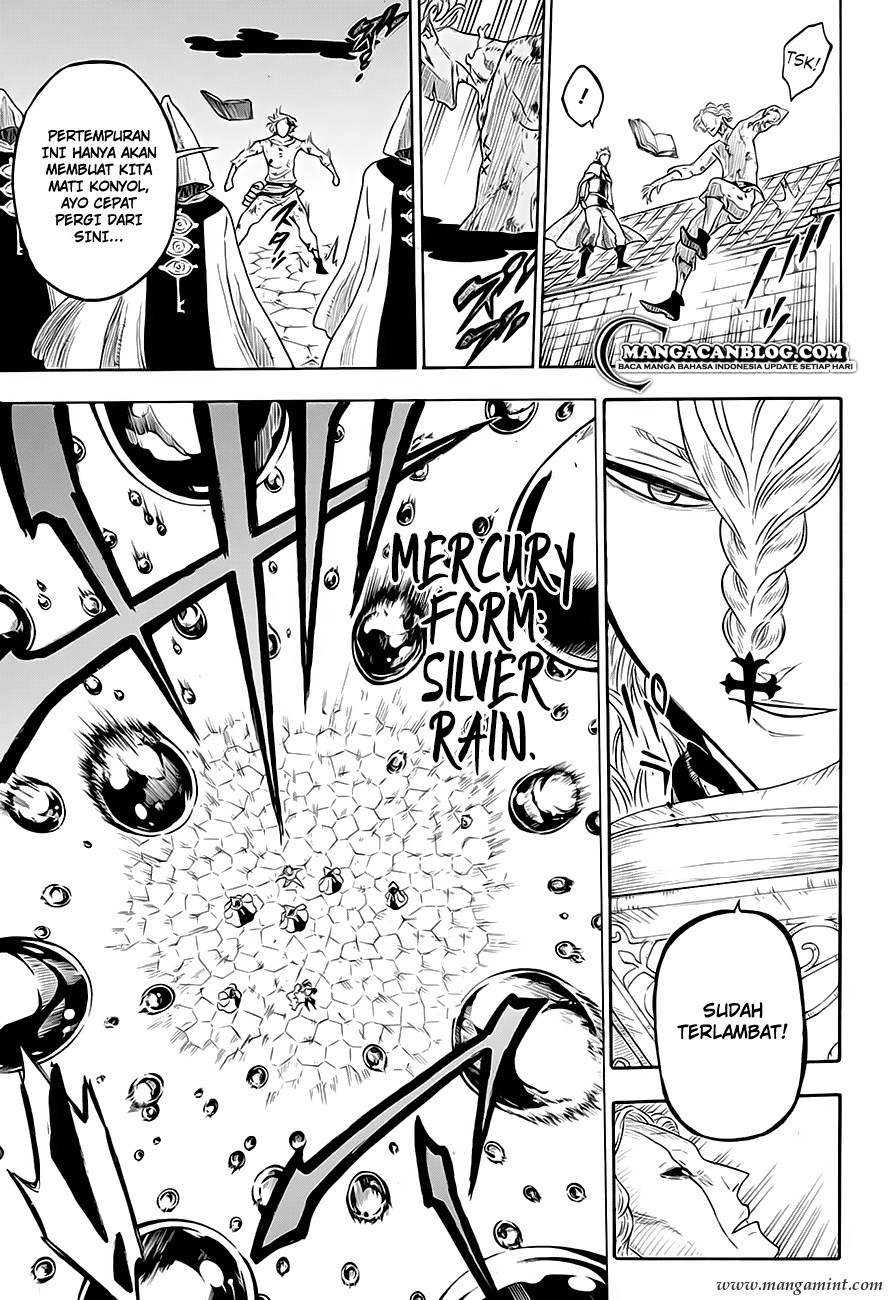 TSK!
!
PERTEMPURAN
INI HANYA AKAN
MEMBUAT KITA
MATI KONYOL,
AYO CEPAT
PERGI DARI
SINI...
MANGACANBLOG.COM
BACA MANGA BAHASA INDONESIA UPDATE SETIAP HARI
SUDAH
TERLAMBAT!
MERCURY
FORM:
SILVER
RAIN.
www.mangamint.com